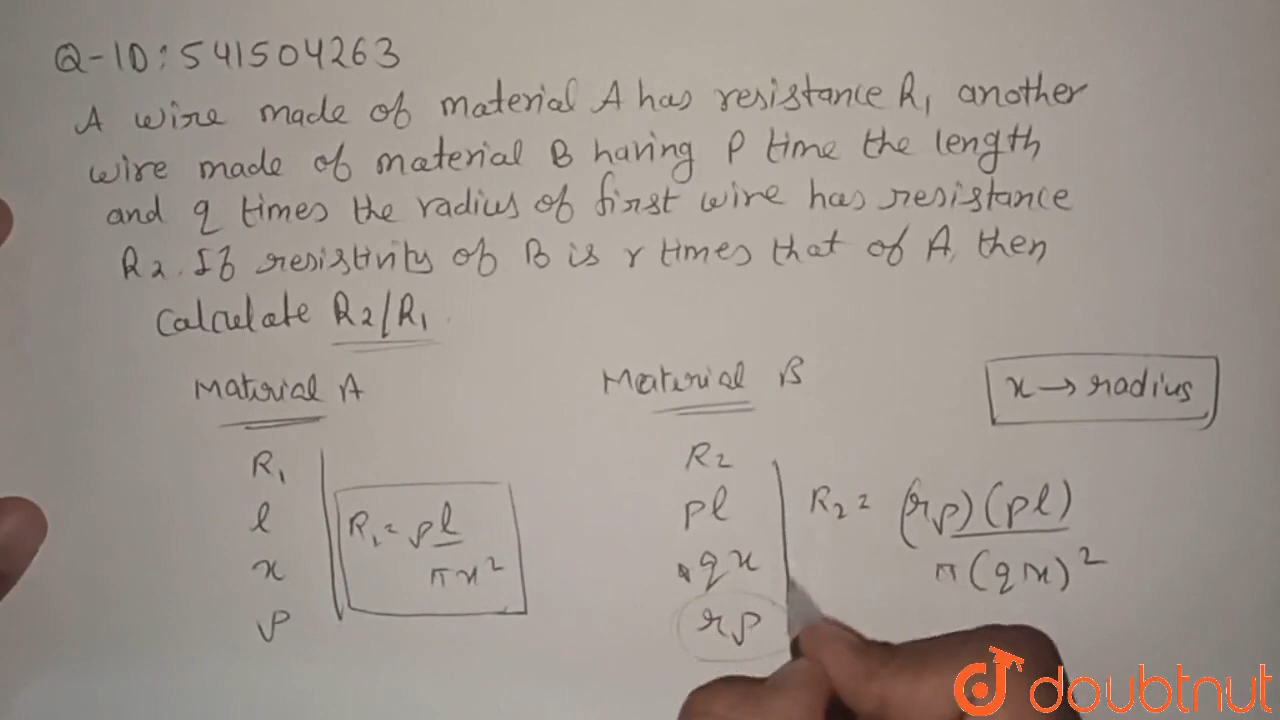 Q-ID: 541504263
A wire made of material A has resistance R₁ another
wire made of material B having P time the length
and q times the radius of first wire has resistance
R2. If resistivity of B is r times that of A, then
Calculate R2/R₁.
Material A
Material B
x → radius
R₁
l
x
ρ
R₁ = ρl
πx²
R2
pl
qx
rρ
R₂ = (rρ)(pl)
π(qx)²
doubtnut